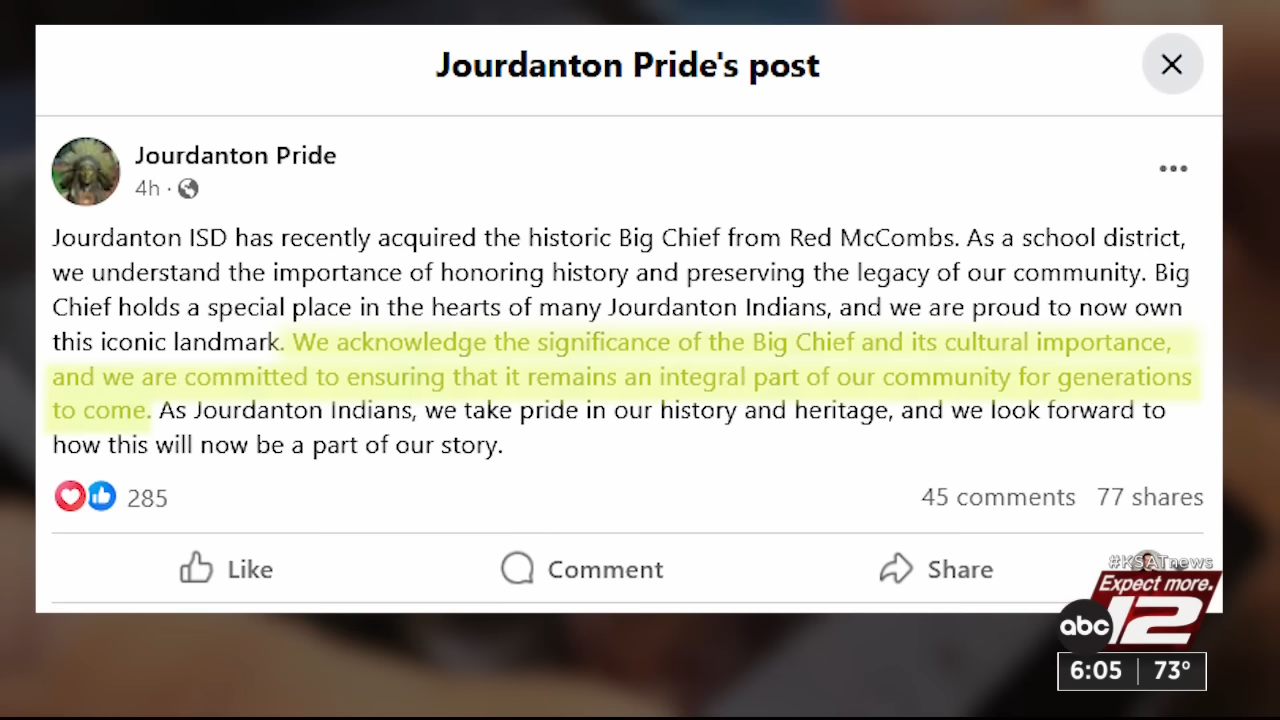 Jourdanton Pride's post
Jourdanton Pride
4h ·
Jourdanton ISD has recently acquired the historic Big Chief from Red McCombs. As a school district,
we understand the importance of honoring history and preserving the legacy of our community. Big
Chief holds a special place in the hearts of many Jourdanton Indians, and we are proud to now own
this iconic landmark. We acknowledge the significance of the Big Chief and its cultural importance,
and we are committed to ensuring that it remains an integral part of our community for generations
to come. As Jourdanton Indians, we take pride in our history and heritage, and we look forward to
how this will now be a part of our story.
285
45 comments 77 shares
Like Comment Share
#KSATnews
Expect more.
abc 12
6:05 73°